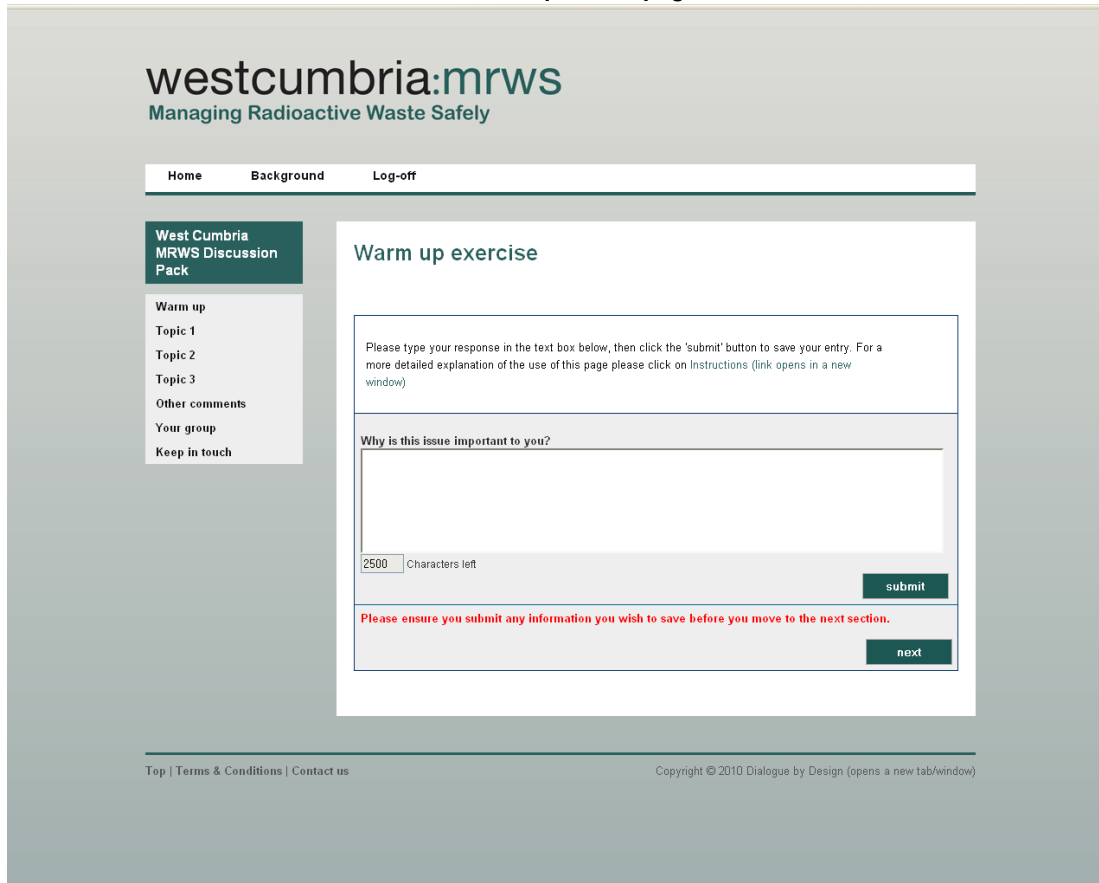 westcumbria:mrws
Managing Radioactive Waste Safely
Home Background Log-off
West Cumbria
MRWS Discussion
Pack
Warm up
Topic 1
Topic 2
Topic 3
Other comments
Your group
Keep in touch
Warm up exercise
Please type your response in the text box below, then click the 'submit' button to save your entry. For a
more detailed explanation of the use of this page please click on Instructions (link opens in a new
window)
Why is this issue important to you?
2500 Characters left
submit
Please ensure you submit any information you wish to save before you move to the next section.
next
Top | Terms & Conditions | Contact us
Copyright © 2010 Dialogue by Design (opens a new tab/window)